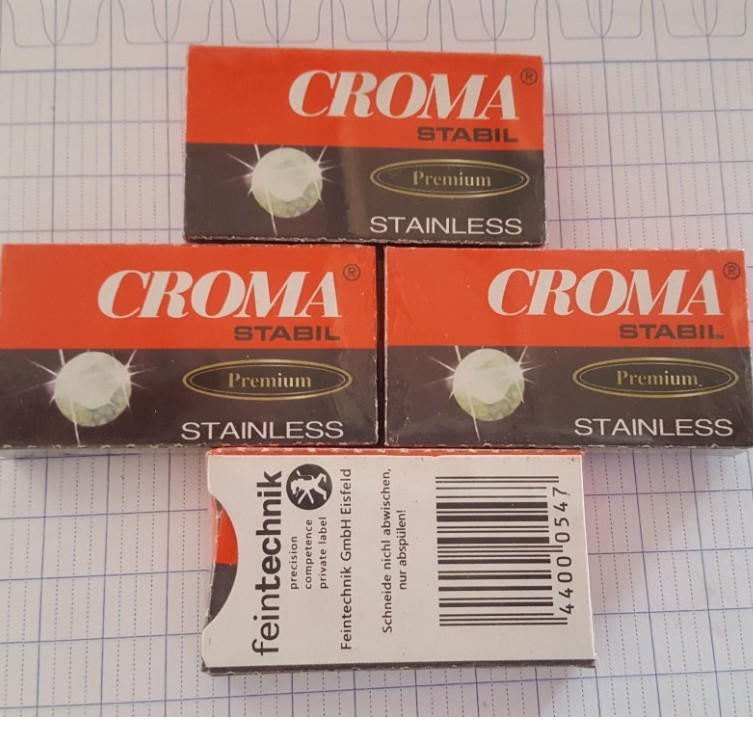 CROMA®
STABIL
Premium
STAINLESS
CROMA®
STABIL
Premium
STAINLESS
CROMA®
STABIL
Premium
STAINLESS
feintechnik
precision
competence
private label
Feintechnik GmbH Eisfeld
Schneide nichl abwischen,
nur abspülen!
4400 0547